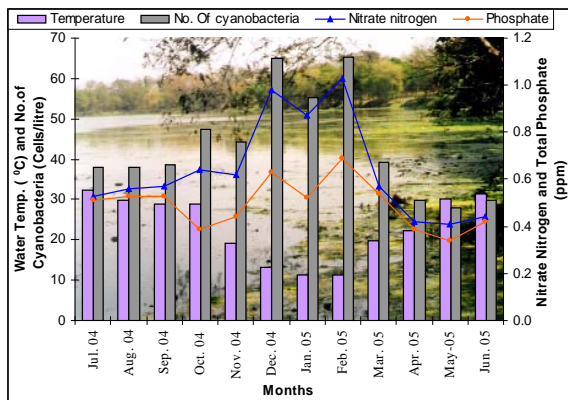 Temperature No. Of cyanobacteria Nitrate nitrogen Phosphate
Water Temp. ( ⁰C) and No.of
Cyanobacteria (Cells/litre)
70
60
50
40
30
20
10
0
1.2
1.0
0.8
0.6
0.4
0.2
0.0
Nitrate Nitrogen and Total Phosphate
(ppm)
Jul. 04
Aug. 04
Sep. 04
Oct. 04
Nov. 04
Dec. 04
Jan. 05
Feb. 05
Mar. 05
Apr. 05
May-05
Jun. 05
Months